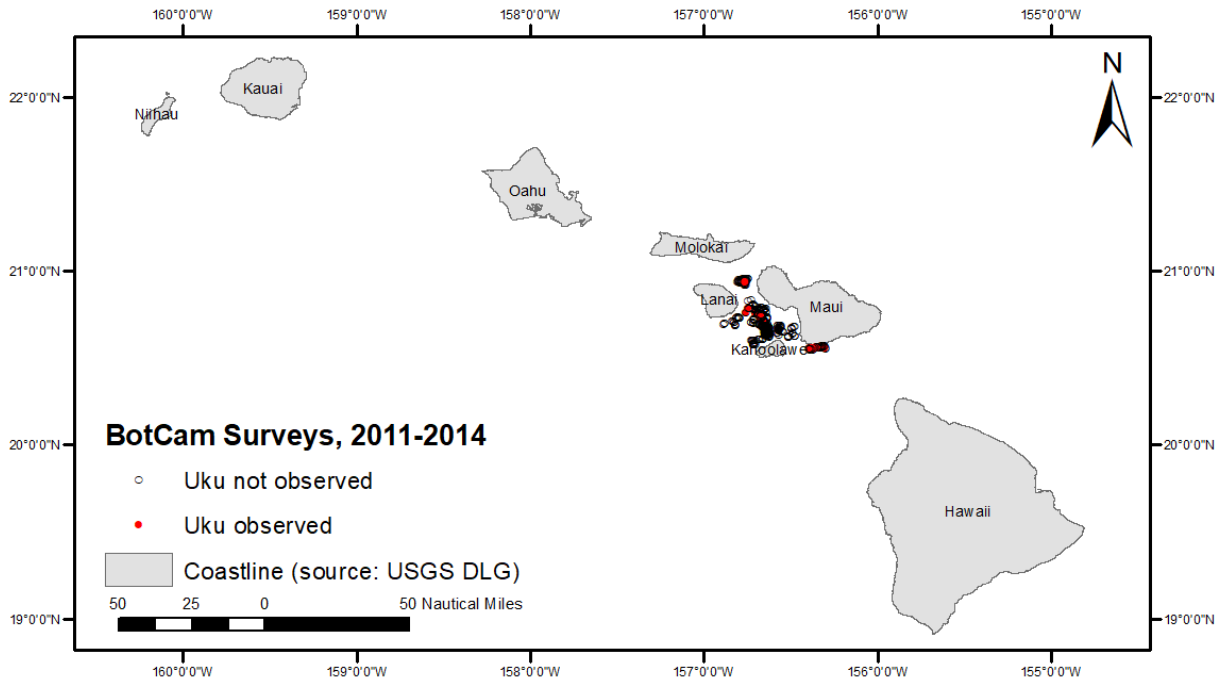 160°0'0"W 159°0'0"W 158°0'0"W 157°0'0"W 156°0'0"W 155°0'0"W
N
22°0'0"N 22°0'0"N
Kauai
Niihau
Oahu
21°0'0"N 21°0'0"N
Molokai
Lanai
Maui
Kahoolawe
20°0'0"N 20°0'0"N
Hawaii
BotCam Surveys, 2011-2014
Uku not observed
Uku observed
Coastline (source: USGS DLG)
50 25 0 50 Nautical Miles
19°0'0"N 19°0'0"N
160°0'0"W 159°0'0"W 158°0'0"W 157°0'0"W 156°0'0"W 155°0'0"W